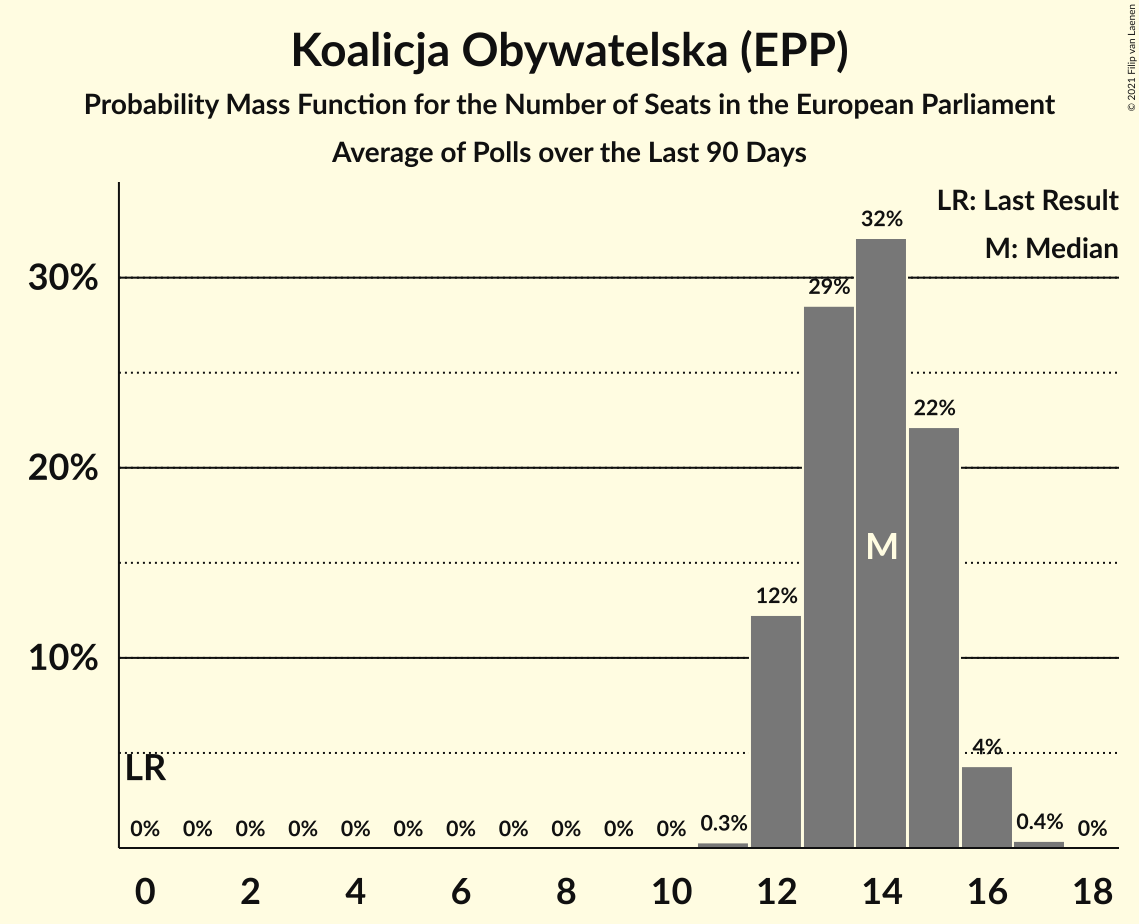 Koalicja Obywatelska (EPP)
Probability Mass Function for the Number of Seats in the European Parliament
Average of Polls over the Last 90 Days
© 2021 Filip van Laenen
LR: Last Result
M: Median
30%
20%
10%
LR
M
0% 0% 0% 0% 0% 0% 0% 0% 0% 0% 0% 0.3% 12% 29% 32% 22% 4% 0.4% 0%
0 2 4 6 8 10 12 14 16 18